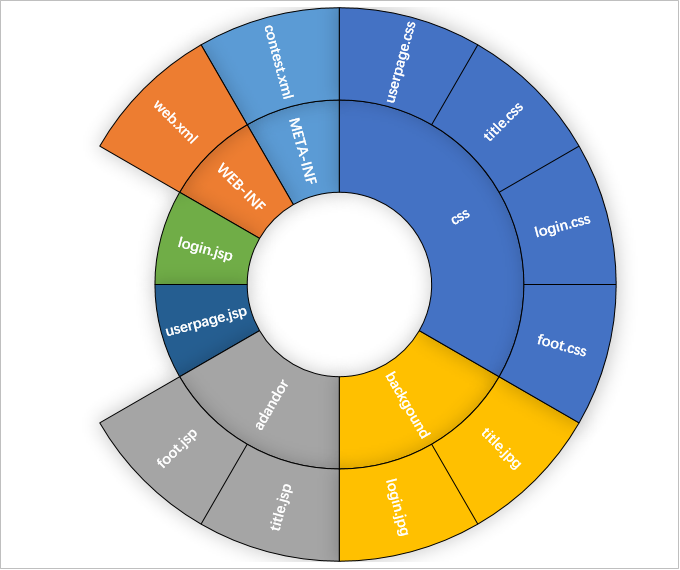 userpage.css
title.css
login.css
foot.css
css
title.jpg
login.jpg
backgound
title.jsp
foot.jsp
adandor
userpage.jsp
login.jsp
web.xml
WEB-INF
contest.xml
META-INF